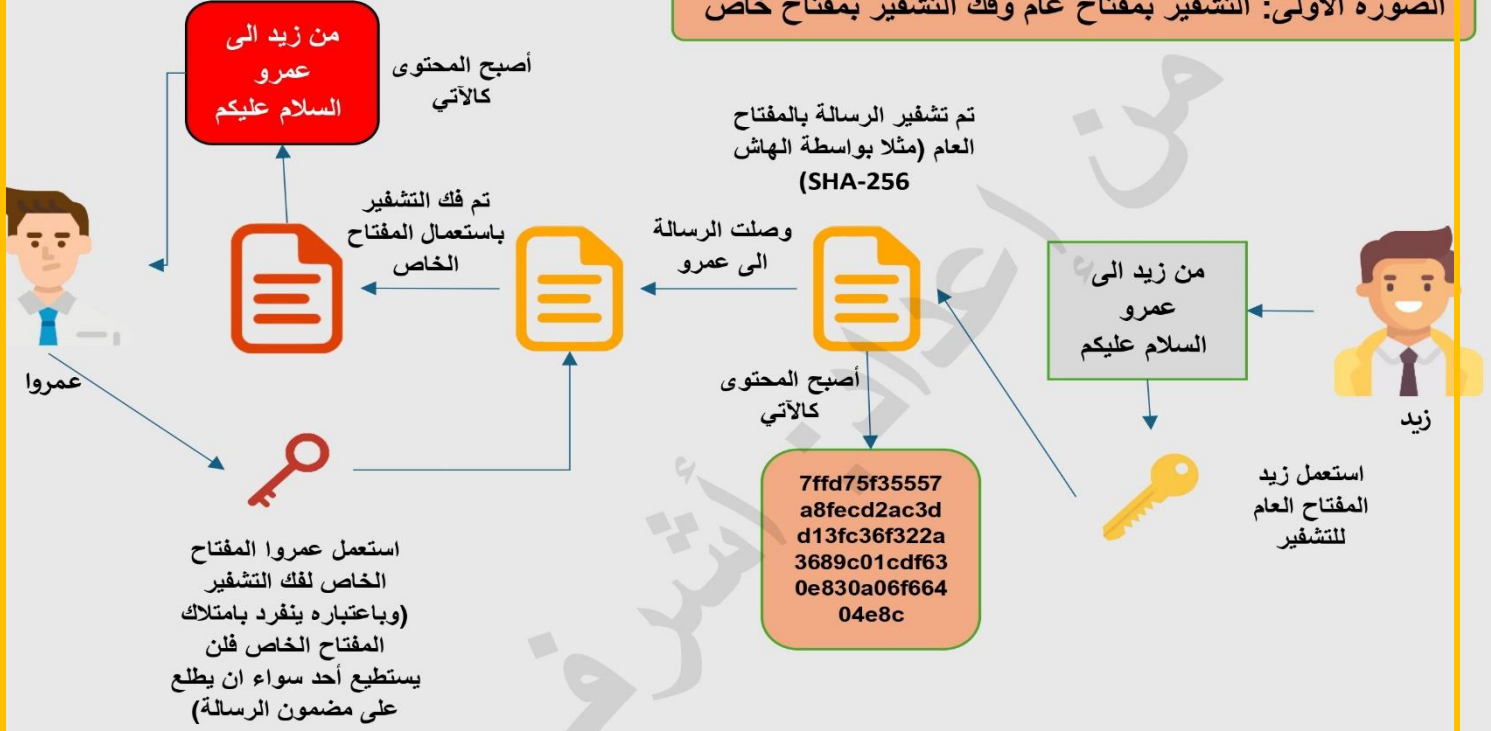 الصورة الأولى: التشفير بمفتاح عام وفك التشفير بمفتاح خاص
زيد
من زيد الى
عمرو
السلام عليكم
استعمل زيد
المفتاح العام
للتشفير
تم تشفير الرسالة بالمفتاح
العام (مثلا بواسطة الهاش
SHA-256)
أصبح المحتوى
كالآتي
7ffd75f35557
a8fecd2ac3d
d13fc36f322a
3689c01cdf63
0e830a06f664
04e8c
وصلت الرسالة
الى عمرو
تم فك التشفير
باستعمال المفتاح
الخاص
أصبح المحتوى
كالآتي
من زيد الى
عمرو
السلام عليكم
عمروا
استعمل عمروا المفتاح
الخاص لفك التشفير
(وباعتباره ينفرد بامتلاك
المفتاح الخاص فلن
يستطيع أحد سواء ان يطلع
على مضمون الرسالة)
من إعداد: أشرف